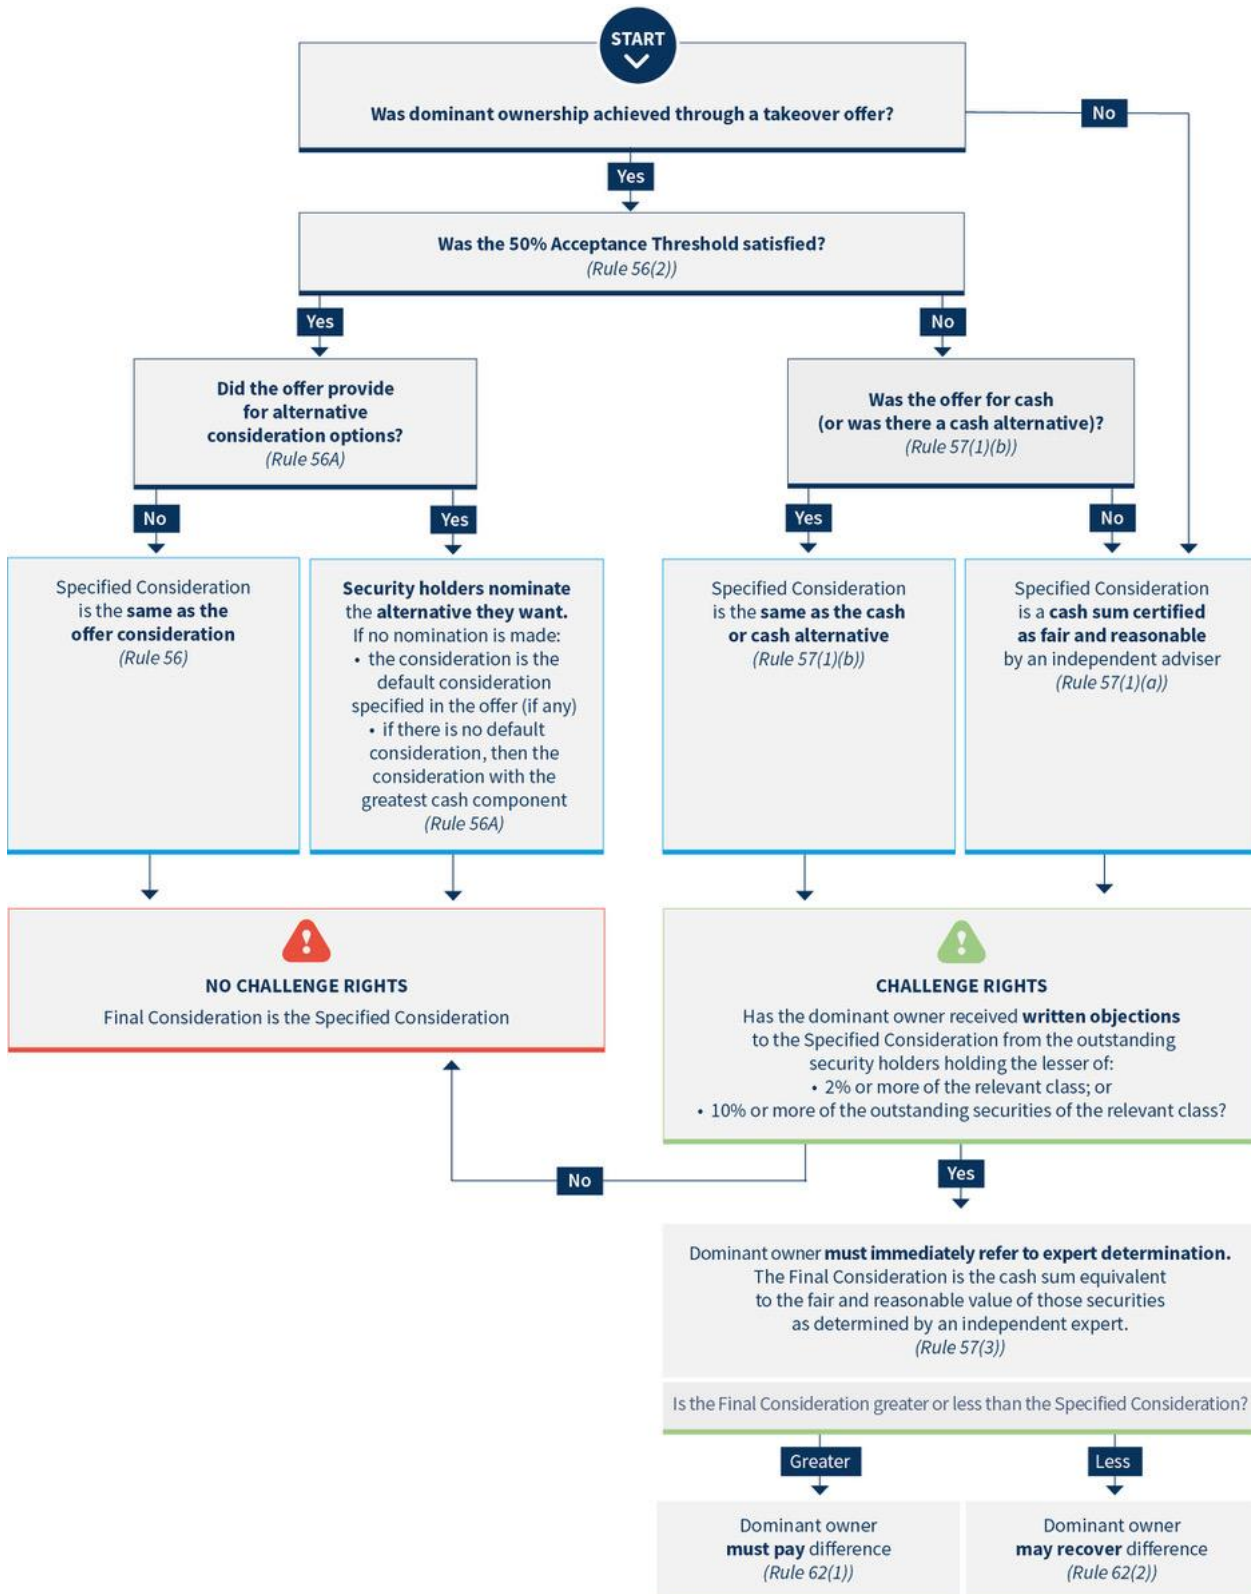 START
Was dominant ownership achieved through a takeover offer?
No
Yes
Was the 50% Acceptance Threshold satisfied?
(Rule 56(2))
Yes
No
Did the offer provide
for alternative
consideration options?
(Rule 56A)
Was the offer for cash
(or was there a cash alternative)?
(Rule 57(1)(b))
No
Yes
Yes
No
Specified Consideration
is the same as the
offer consideration
(Rule 56)
Security holders nominate
the alternative they want.
If no nomination is made:
• the consideration is the
default consideration
specified in the offer (if any)
• if there is no default
consideration, then the
consideration with the
greatest cash component
(Rule 56A)
Specified Consideration
is the same as the cash
or cash alternative
(Rule 57(1)(b))
Specified Consideration
is a cash sum certified
as fair and reasonable
by an independent adviser
(Rule 57(1)(a))
!
NO CHALLENGE RIGHTS
Final Consideration is the Specified Consideration
!
CHALLENGE RIGHTS
Has the dominant owner received written objections
to the Specified Consideration from the outstanding
security holders holding the lesser of:
• 2% or more of the relevant class; or
• 10% or more of the outstanding securities of the relevant class?
No
Yes
Dominant owner must immediately refer to expert determination.
The Final Consideration is the cash sum equivalent
to the fair and reasonable value of those securities
as determined by an independent expert.
(Rule 57(3))
Is the Final Consideration greater or less than the Specified Consideration?
Greater
Less
Dominant owner
must pay difference
(Rule 62(1))
Dominant owner
may recover difference
(Rule 62(2))